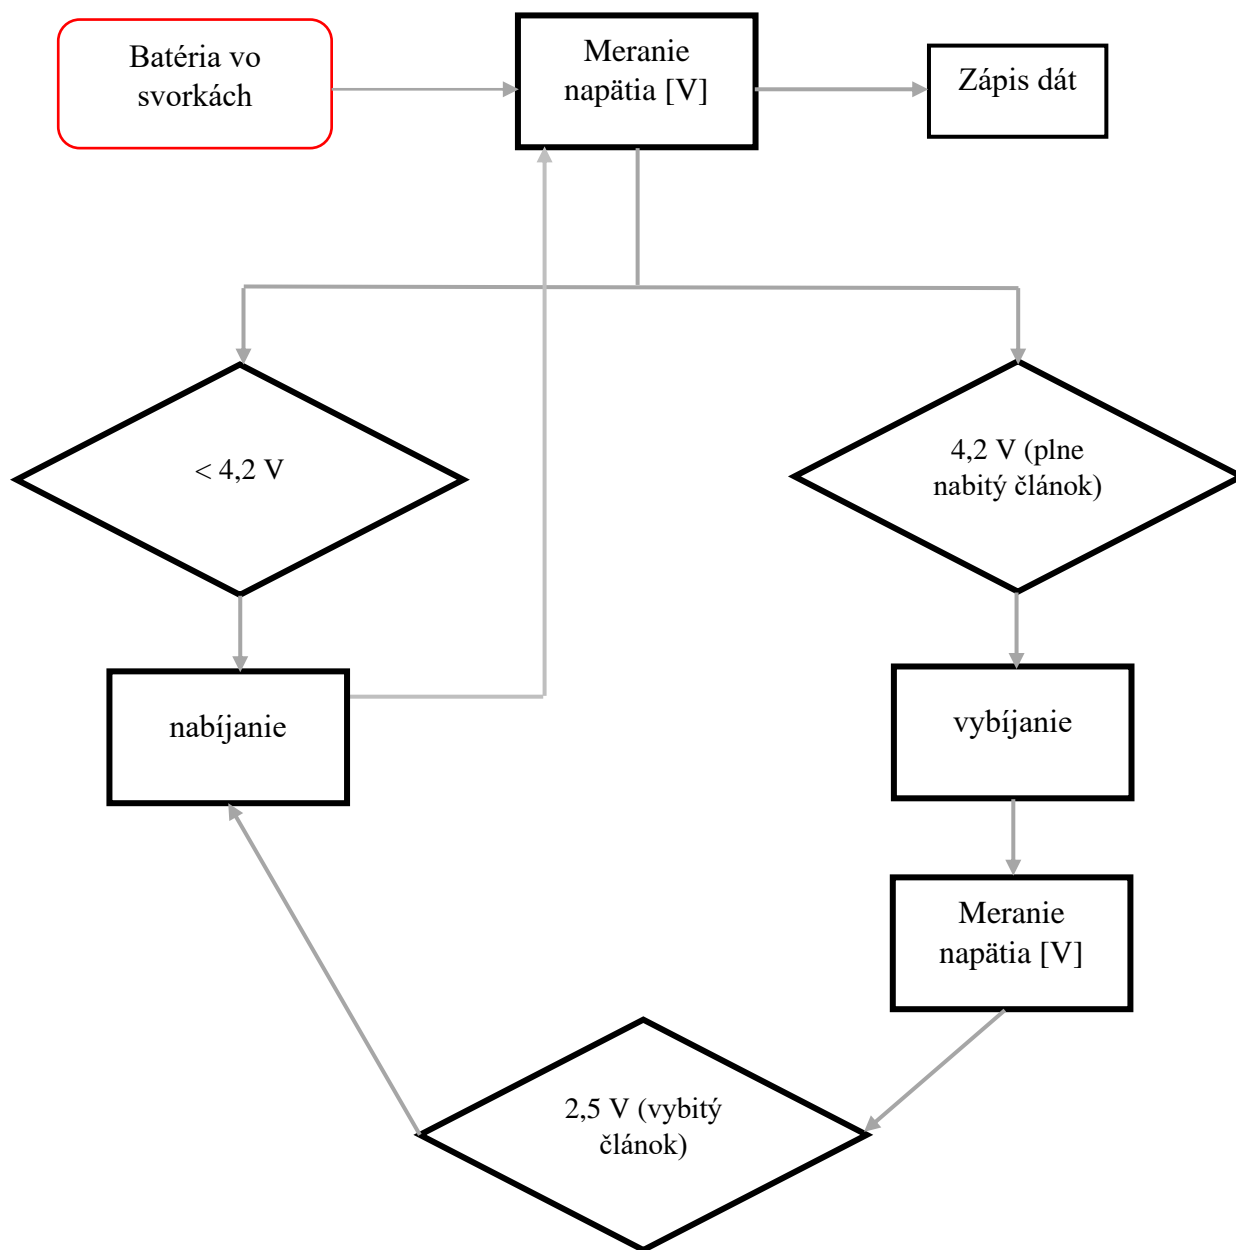 Batéria vo
svorkách
Meranie
napätia [V]
Zápis dát
< 4,2 V
4,2 V (plne
nabitý článok)
nabíjanie
vybíjanie
Meranie
napätia [V]
2,5 V (vybitý
článok)